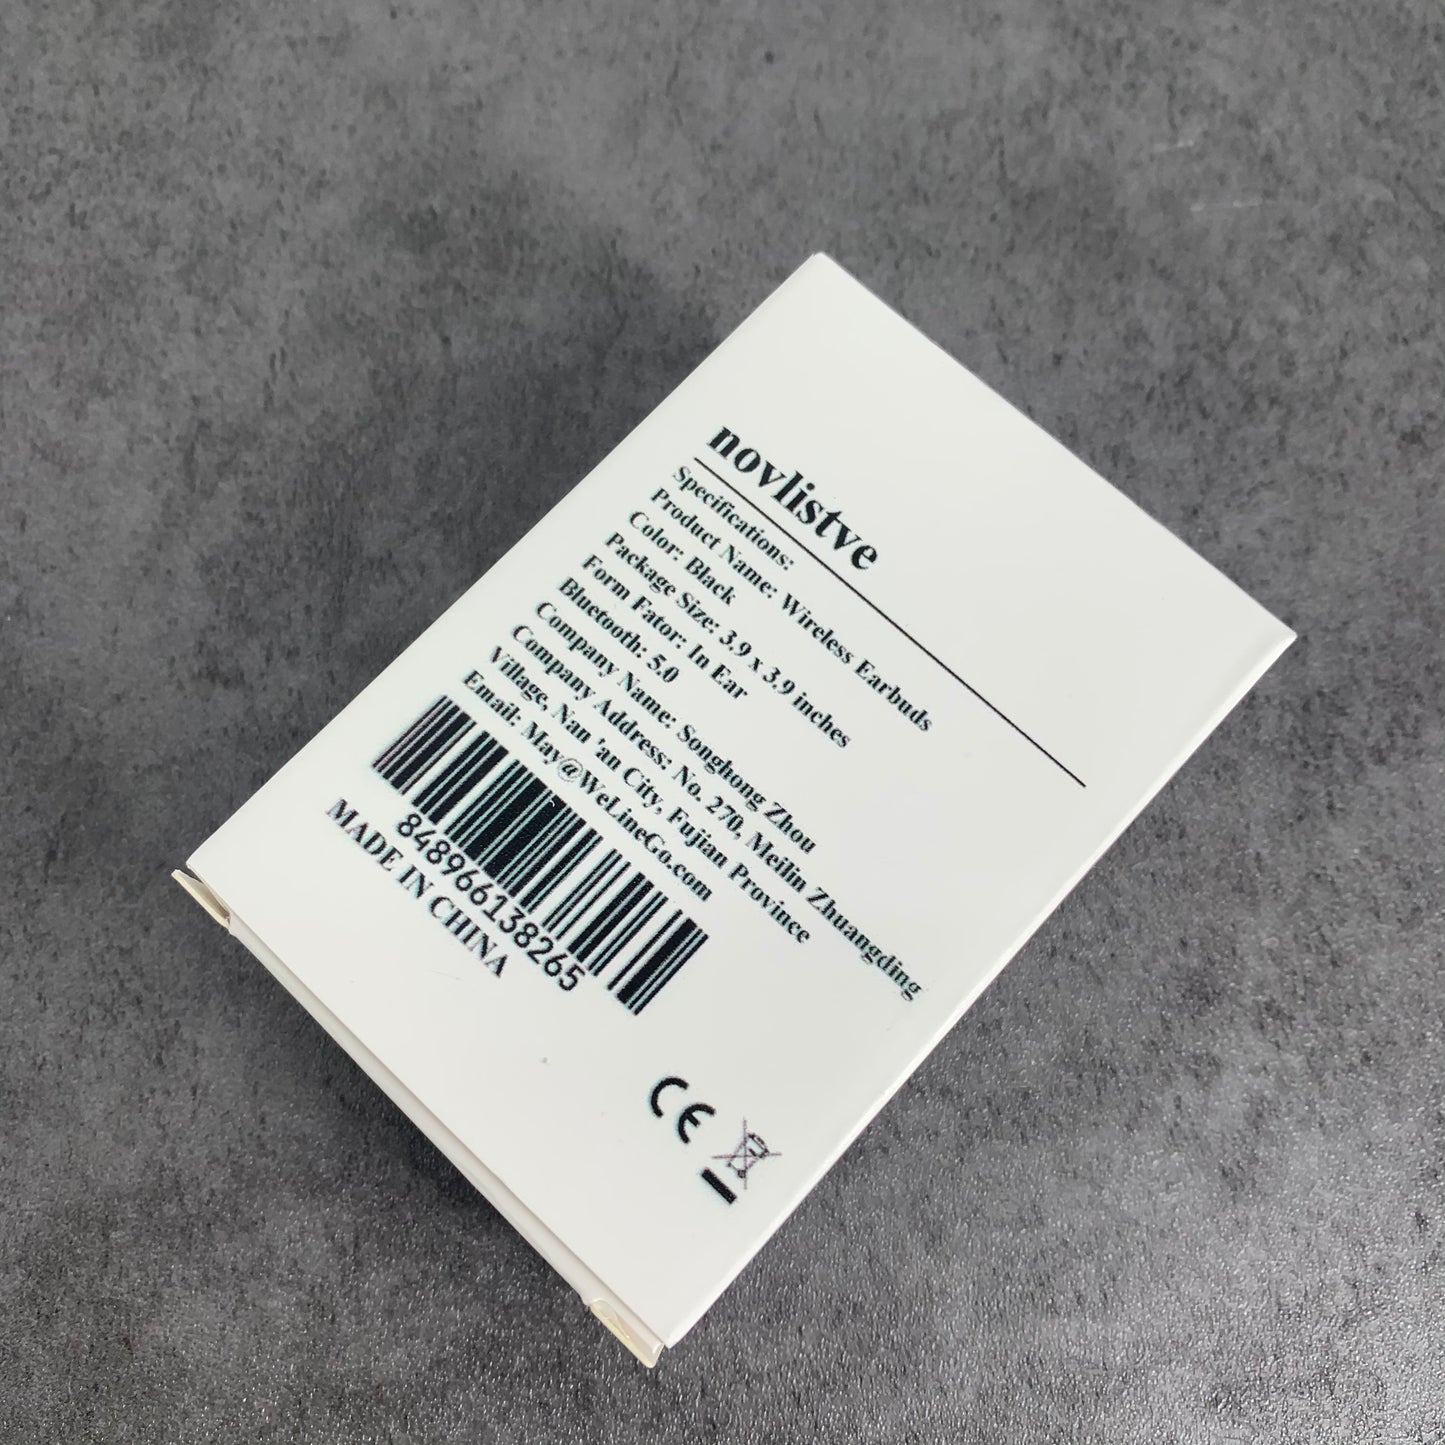 novlistve
Specifications:
Product Name: Wireless Earbuds
Color: Black
Package Size: 3.9 x 3.9 inches
Form Fator: In Ear
Bluetooth: 5.0
Company Name: Songhong Zhou
Company Address: No. 270, Meilin Zhuangding
Village, Nan 'an City, Fujian Province
Email: May@WeLineGo.com
848966138265
MADE IN CHINA
CE